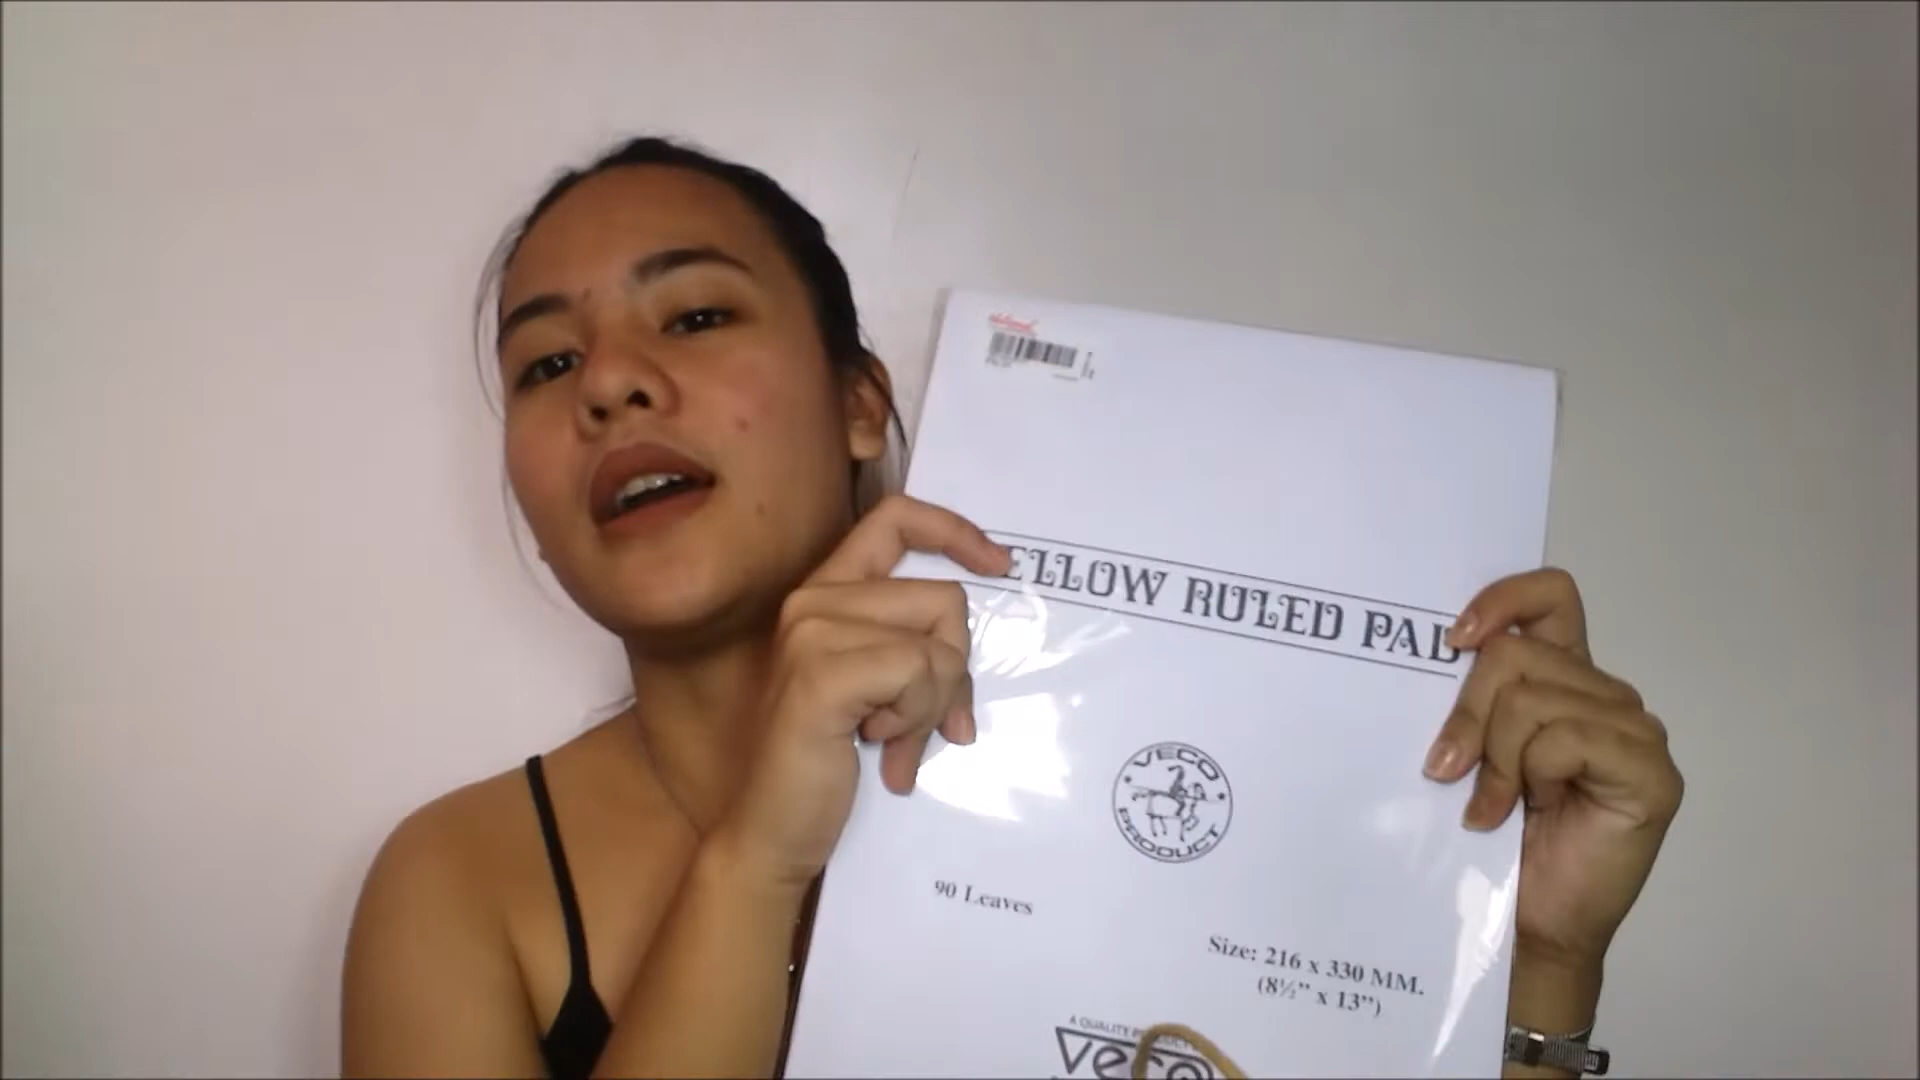 ELLOW RULED PAD
VECO
PRODUCT
90 Leaves
Size: 216 x 330 MM.
(8½" x 13")
A QUALITY
veco